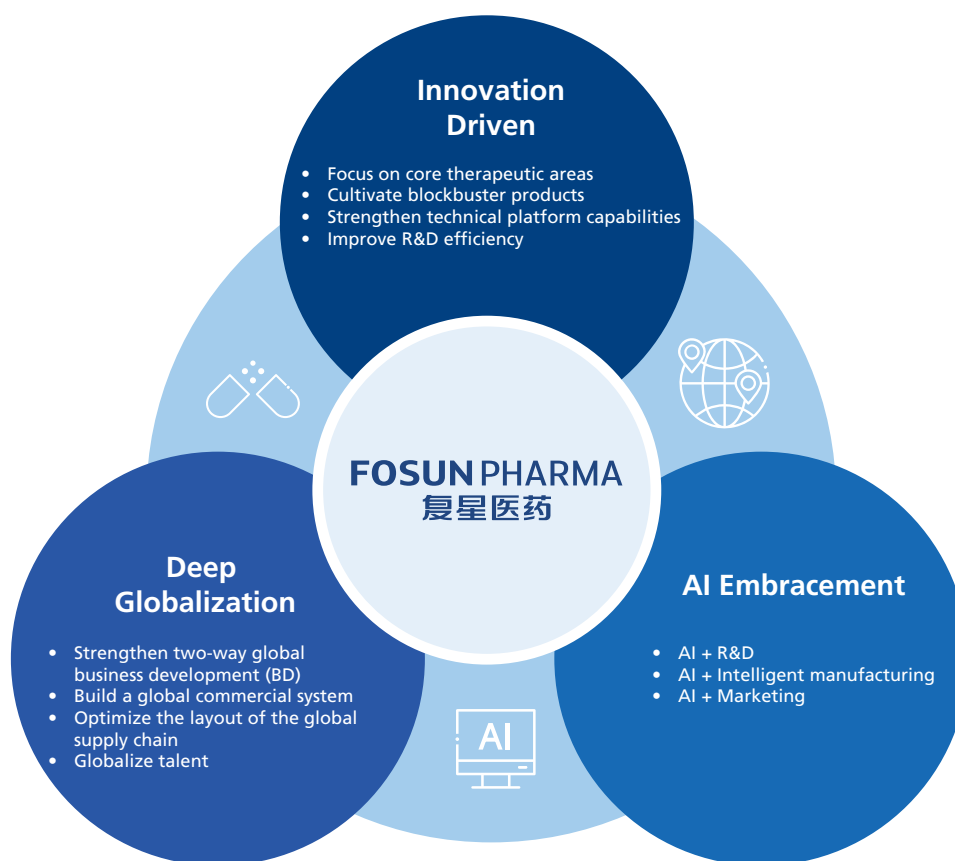 Innovation
Driven
• Focus on core therapeutic areas
• Cultivate blockbuster products
• Strengthen technical platform capabilities
• Improve R&D efficiency
FOSUN PHARMA
复星医药
Deep
Globalization
• Strengthen two-way global
business development (BD)
• Build a global commercial system
• Optimize the layout of the global
supply chain
• Globalize talent
AI Embracement
• AI + R&D
• AI + Intelligent manufacturing
• AI + Marketing
AI